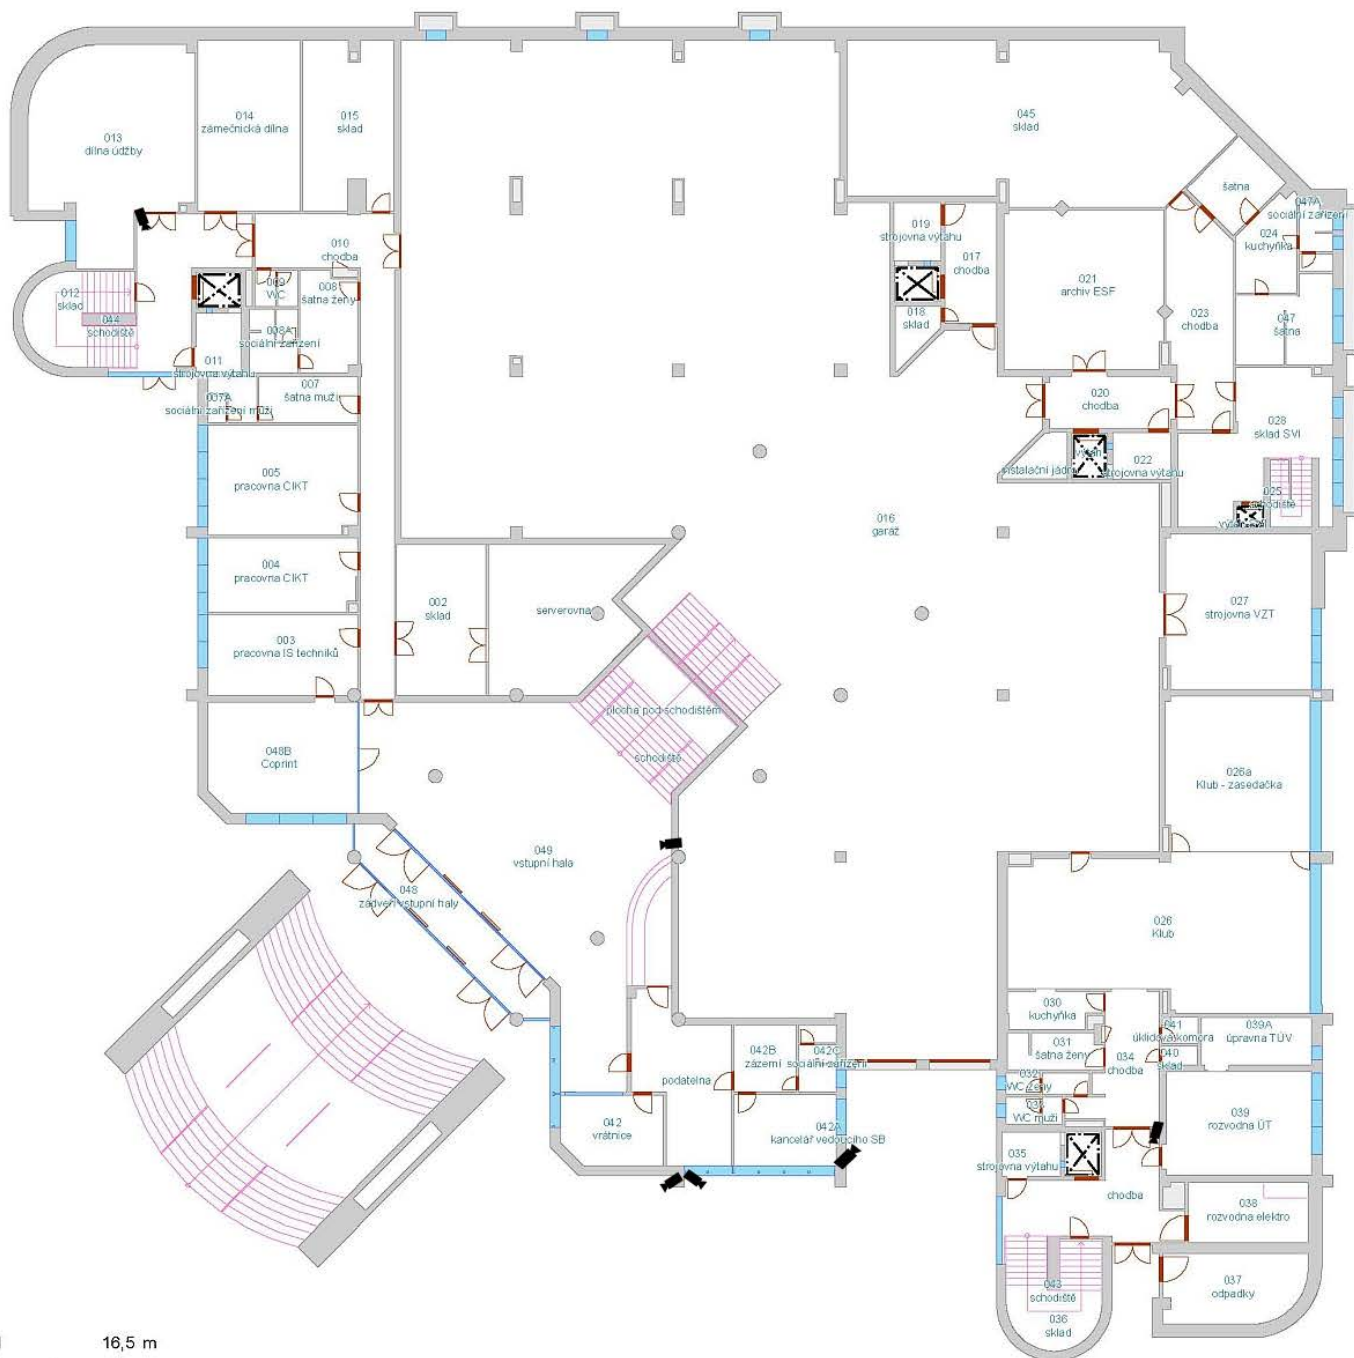 013
dílna údžby
014
zámečnická dílna
015
sklad
045
sklad
šatna
047A
sociální zařízení
024
kuchyňka
019
strojovna výtahu
017
chodba
018
sklad
021
archiv ESF
023
chodba
047
šatna
010
chodba
012
sklad
044
schodiště
WC
008
šatna ženy
008A
sociální zařízení
011
strojovna výtahu
007
šatna muži
007A
sociální zařízení muži
020
chodba
028
sklad SVI
022
strojovna výtahu
025
schodiště
005
pracovna CIKT
016
garáž
004
pracovna CIKT
002
sklad
serverovna
003
pracovna IS techniků
027
strojovna VZT
plocha pod schodištěm
schodiště
048B
Coprint
026a
Klub - zasedačka
049
vstupní hala
048
zádveří vstupní haly
026
Klub
030
kuchyňka
031
šatna ženy
034
chodba
041
úklidová komora
040
sklad
039A
úpravna TÚV
032
WC ženy
WC muži
039
rozvodna ÚT
042B
zázemí
042C
sociální zařízení
podatelna
042
vrátnice
042A
kancelář vedoucího SB
035
strojovna výtahu
chodba
038
rozvodna elektro
037
odpadky
043
schodiště
036
sklad
16,5 m